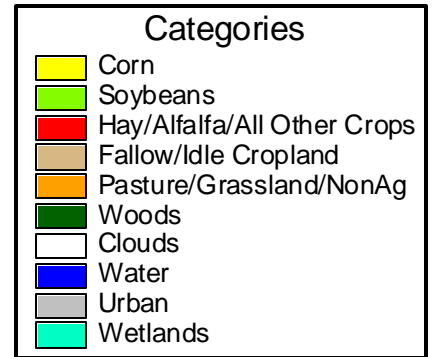 Categories
Corn
Soybeans
Hay/Alfalfa/All Other Crops
Fallow/Idle Cropland
Pasture/Grassland/NonAg
Woods
Clouds
Water
Urban
Wetlands